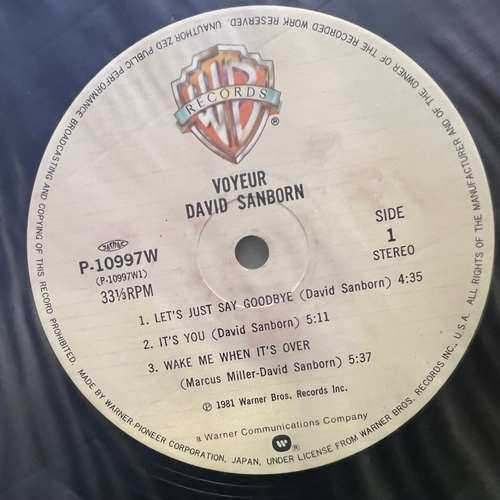 WB
RECORDS
®
VOYEUR
DAVID SANBORN
SIDE
1
STEREO
P-10997W
(P-10997W1)
33⅓RPM
1. LET'S JUST SAY GOODBYE (David Sanborn) 4:35
2. IT'S YOU (David Sanborn) 5:11
3. WAKE ME WHEN IT'S OVER
(Marcus Miller-David Sanborn) 5:37
℗ 1981 Warner Bros. Records Inc.
a Warner Communications Company
MADE BY WARNER-PIONEER CORPORATION, JAPAN, UNDER LICENSE FROM WARNER BROS. RECORDS INC., U.S.A. ALL RIGHTS OF THE MANUFACTURER AND OF THE OWNER OF THE RECORDED WORK RESERVED. UNAUTHORIZED PUBLIC PERFORMANCE BROADCASTING AND COPYING OF THIS RECORD PROHIBITED.